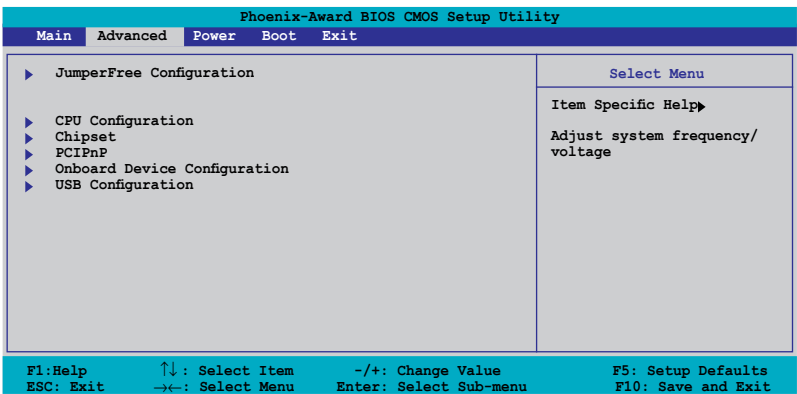 Phoenix-Award BIOS CMOS Setup Utility
Main Advanced Power Boot Exit
JumperFree Configuration
CPU Configuration
Chipset
PCIPnP
Onboard Device Configuration
USB Configuration
Select Menu
Item Specific Help
Adjust system frequency/
voltage
F1:Help ↑↓: Select Item -/+: Change Value F5: Setup Defaults
ESC: Exit →←: Select Menu Enter: Select Sub-menu F10: Save and Exit